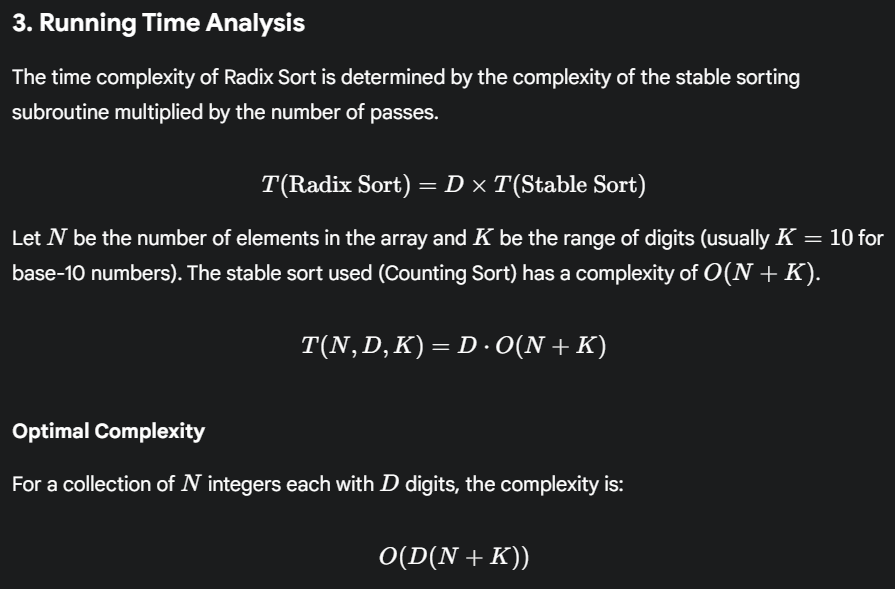 3. Running Time Analysis
The time complexity of Radix Sort is determined by the complexity of the stable sorting
subroutine multiplied by the number of passes.
T(Radix Sort) = D × T(Stable Sort)
Let N be the number of elements in the array and K be the range of digits (usually K = 10 for
base-10 numbers). The stable sort used (Counting Sort) has a complexity of O(N + K).
T(N, D, K) = D · O(N + K)
Optimal Complexity
For a collection of N integers each with D digits, the complexity is:
O(D(N + K))